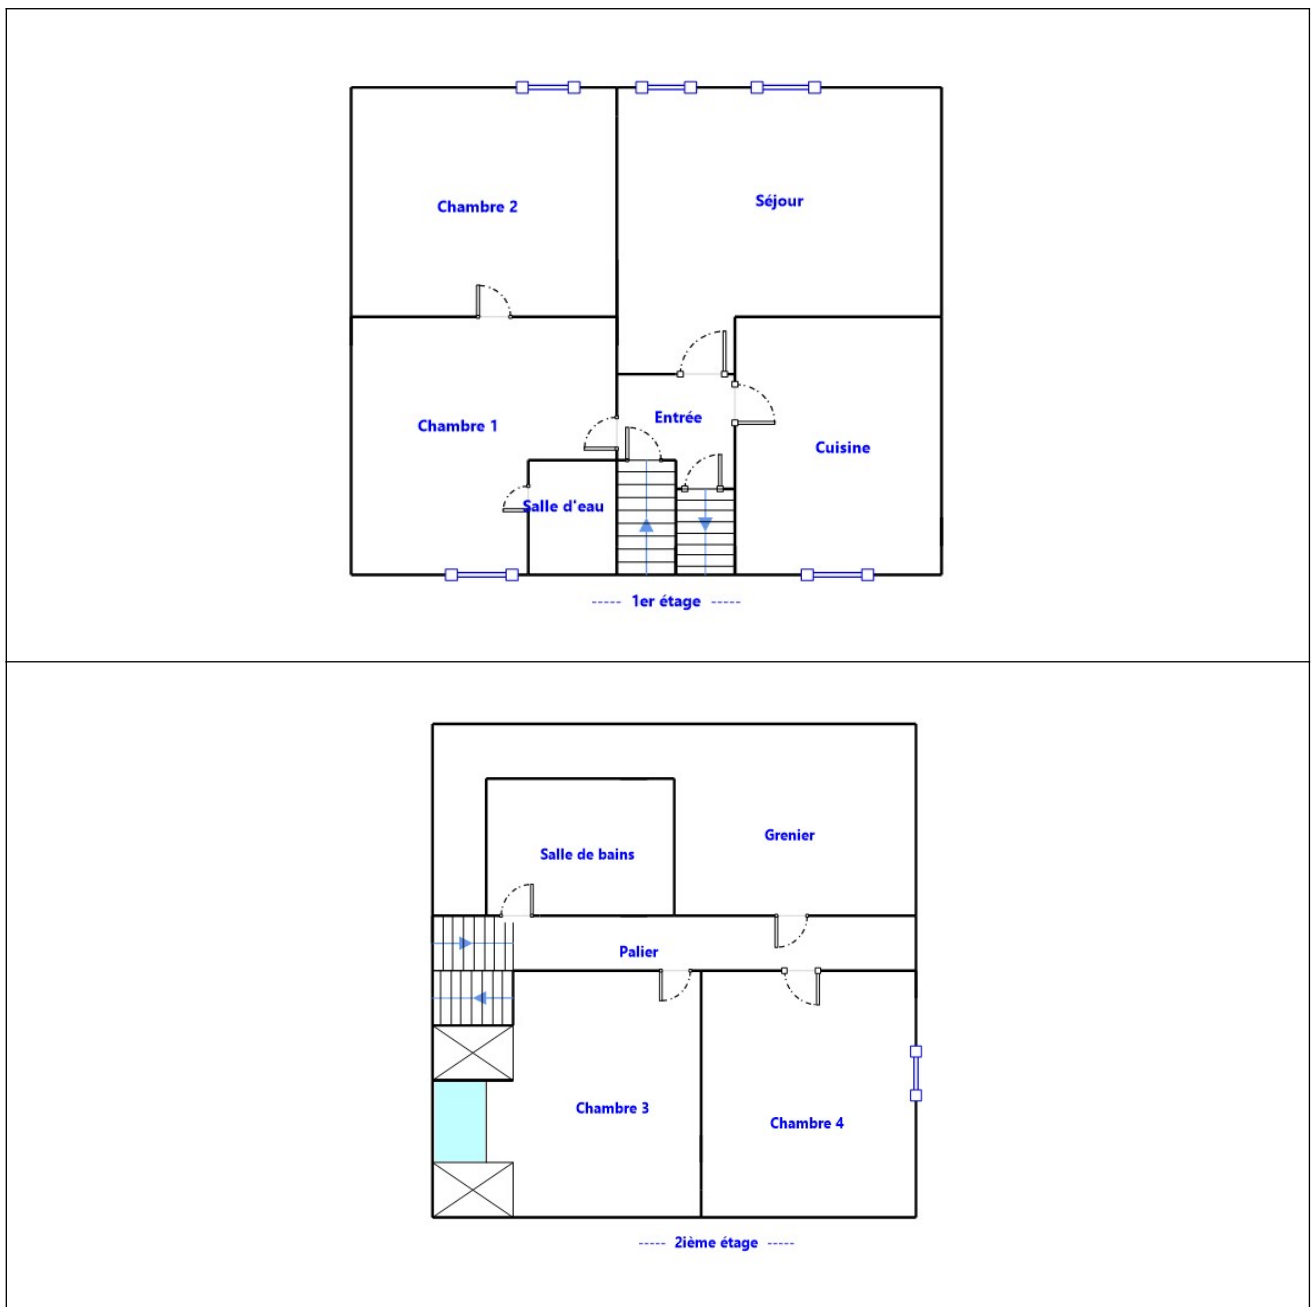 Chambre 2
Séjour
Chambre 1
Entrée
Cuisine
Salle d'eau
----- 1er étage -----
Salle de bains
Grenier
Palier
Chambre 3
Chambre 4
----- 2ième étage -----